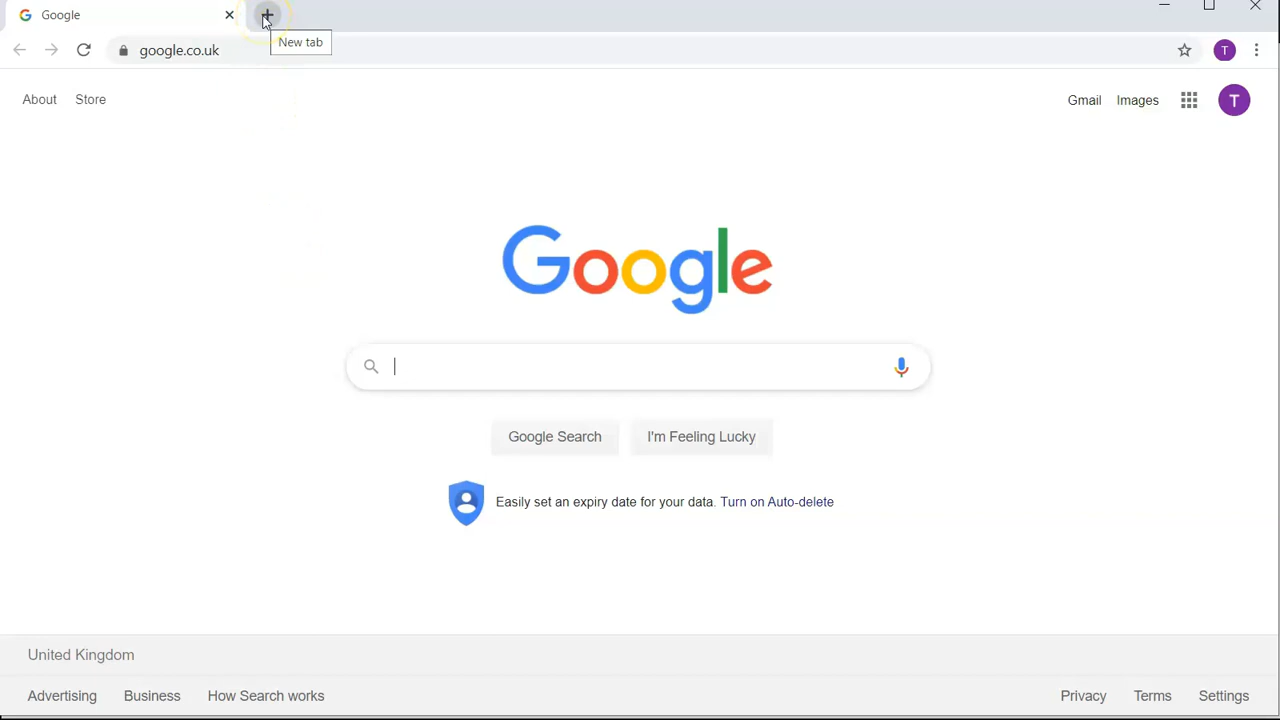 Google
New tab
google.co.uk
T
About Store
Gmail Images T
Google
Google Search I'm Feeling Lucky
Easily set an expiry date for your data. Turn on Auto-delete
United Kingdom
Advertising Business How Search works
Privacy Terms Settings